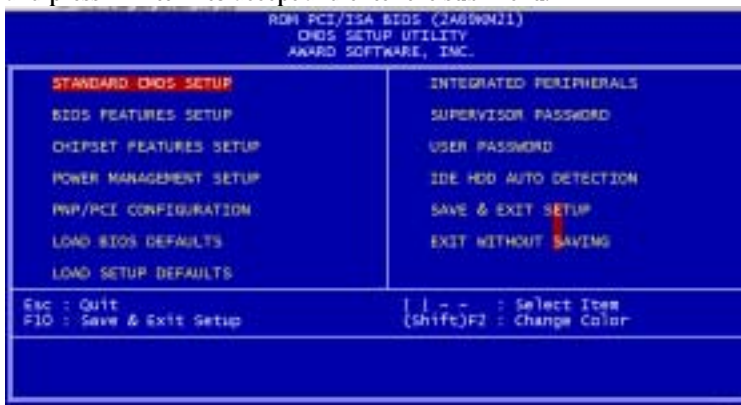 ROM PCI/ISA BIOS (2A69KM21)
CMOS SETUP UTILITY
AWARD SOFTWARE, INC.
STANDARD CMOS SETUP
BIOS FEATURES SETUP
CHIPSET FEATURES SETUP
POWER MANAGEMENT SETUP
PNP/PCI CONFIGURATION
LOAD BIOS DEFAULTS
LOAD SETUP DEFAULTS
INTEGRATED PERIPHERALS
SUPERVISOR PASSWORD
USER PASSWORD
IDE HDD AUTO DETECTION
SAVE & EXIT SETUP
EXIT WITHOUT SAVING
Esc : Quit
F10 : Save & Exit Setup
: Select Item
(Shift)F2 : Change Color